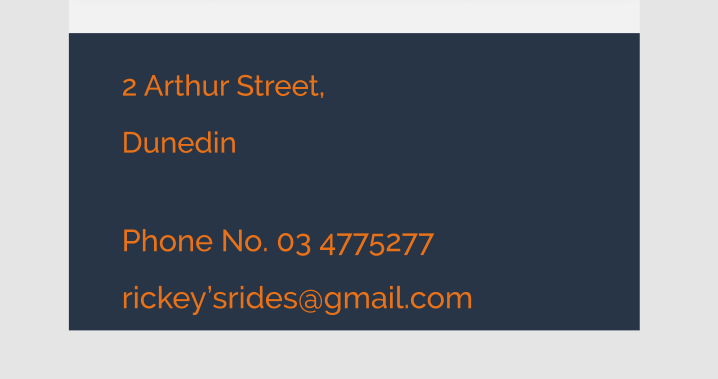 2 Arthur Street,
Dunedin
Phone No. 03 4775277
rickey’srides@gmail.com